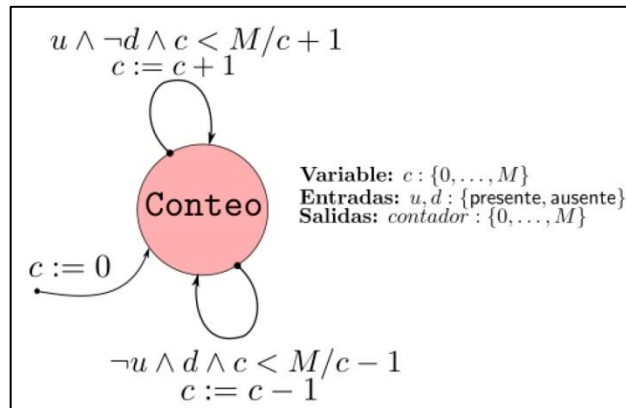 u ∧ ¬d ∧ c < M/c + 1
c := c + 1
Conteo
Variable: c : {0, . . . , M}
Entradas: u, d : {presente, ausente}
Salidas: contador : {0, . . . , M}
c := 0
¬u ∧ d ∧ c < M/c − 1
c := c − 1